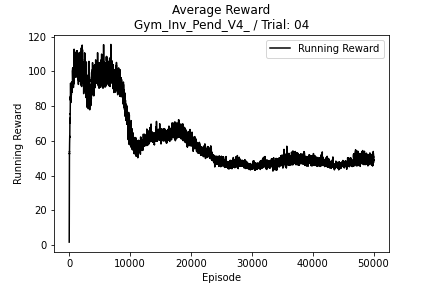 Average Reward
Gym_Inv_Pend_V4_ / Trial: 04
Running Reward
120
100
80
60
40
20
0
Running Reward
0 10000 20000 30000 40000 50000
Episode